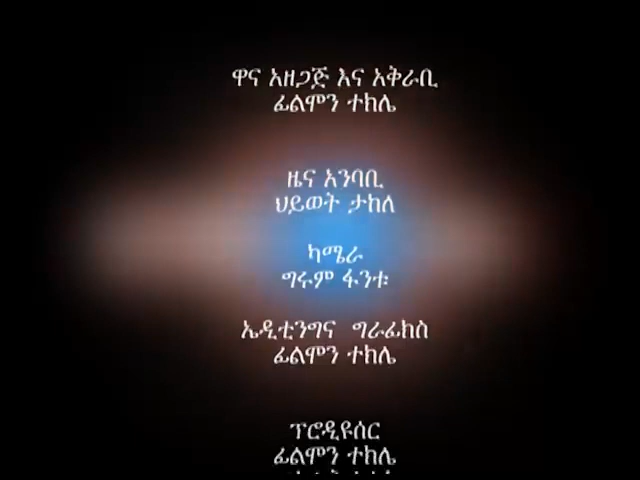 ዋና አዘጋጅ እና አቅራቢ
ፊልሞን ተክሌ
ዜና አንባቢ
ህይወት ታከለ
ካሜራ
ግሩም ፋንቱ
ኤዲቲንግና ግራፊክስ
ፊልሞን ተክሌ
ፕሮዲዩሰር
ፊልሞን ተክሌ